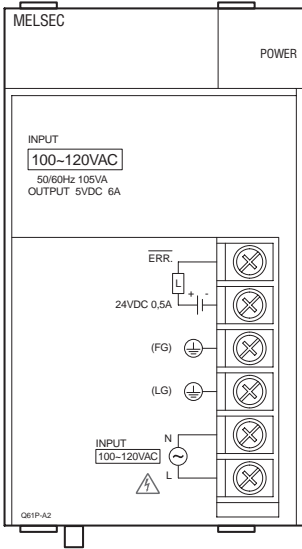 MELSEC
POWER
INPUT
100~120VAC
50/60Hz 105VA
OUTPUT 5VDC 6A
ERR.
L
+ -
24VDC 0,5A
(FG)
(LG)
INPUT N
100~120VAC
L
Q61P-A2